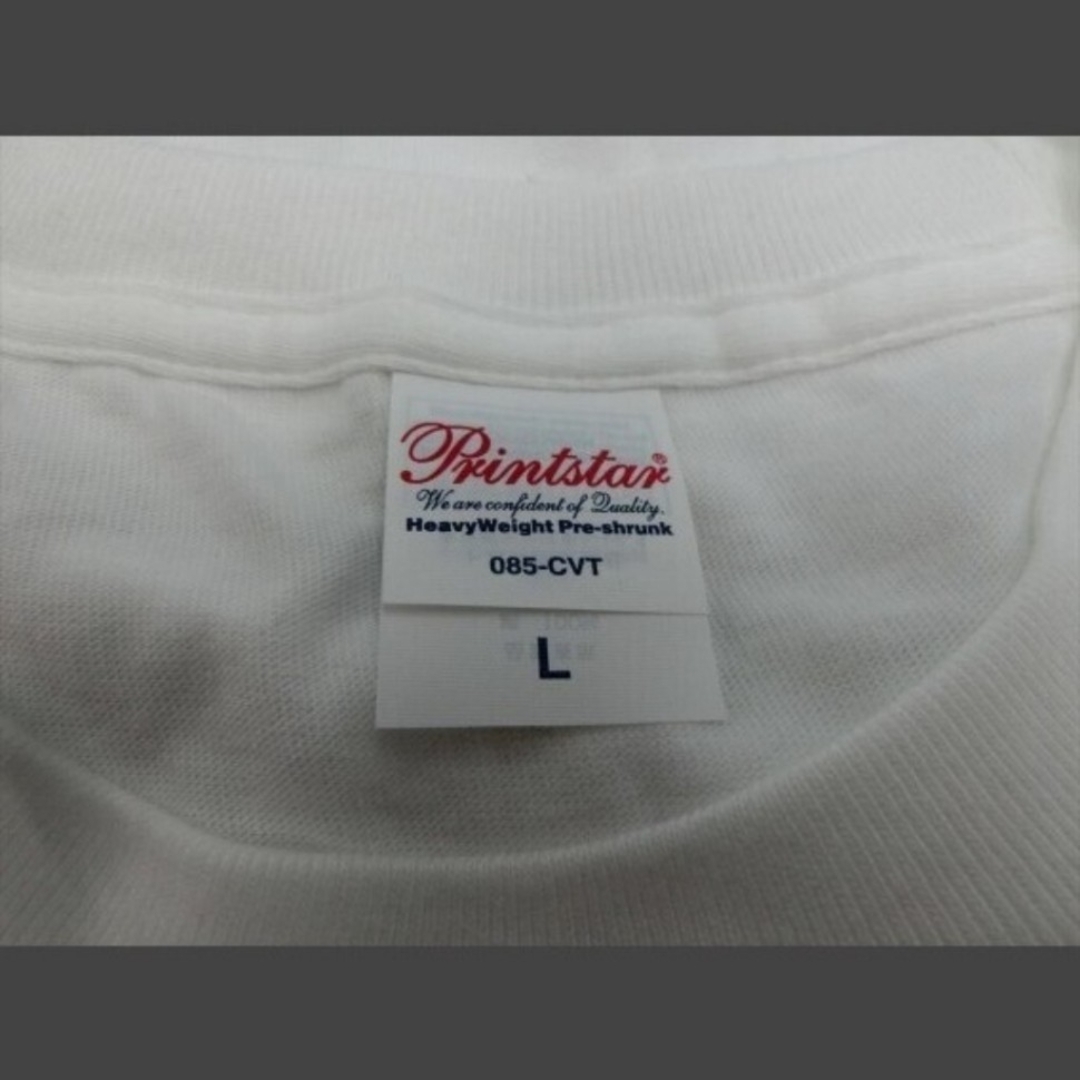 Printstar®
We are confident of Quality.
HeavyWeight Pre-shrunk
085-CVT
L